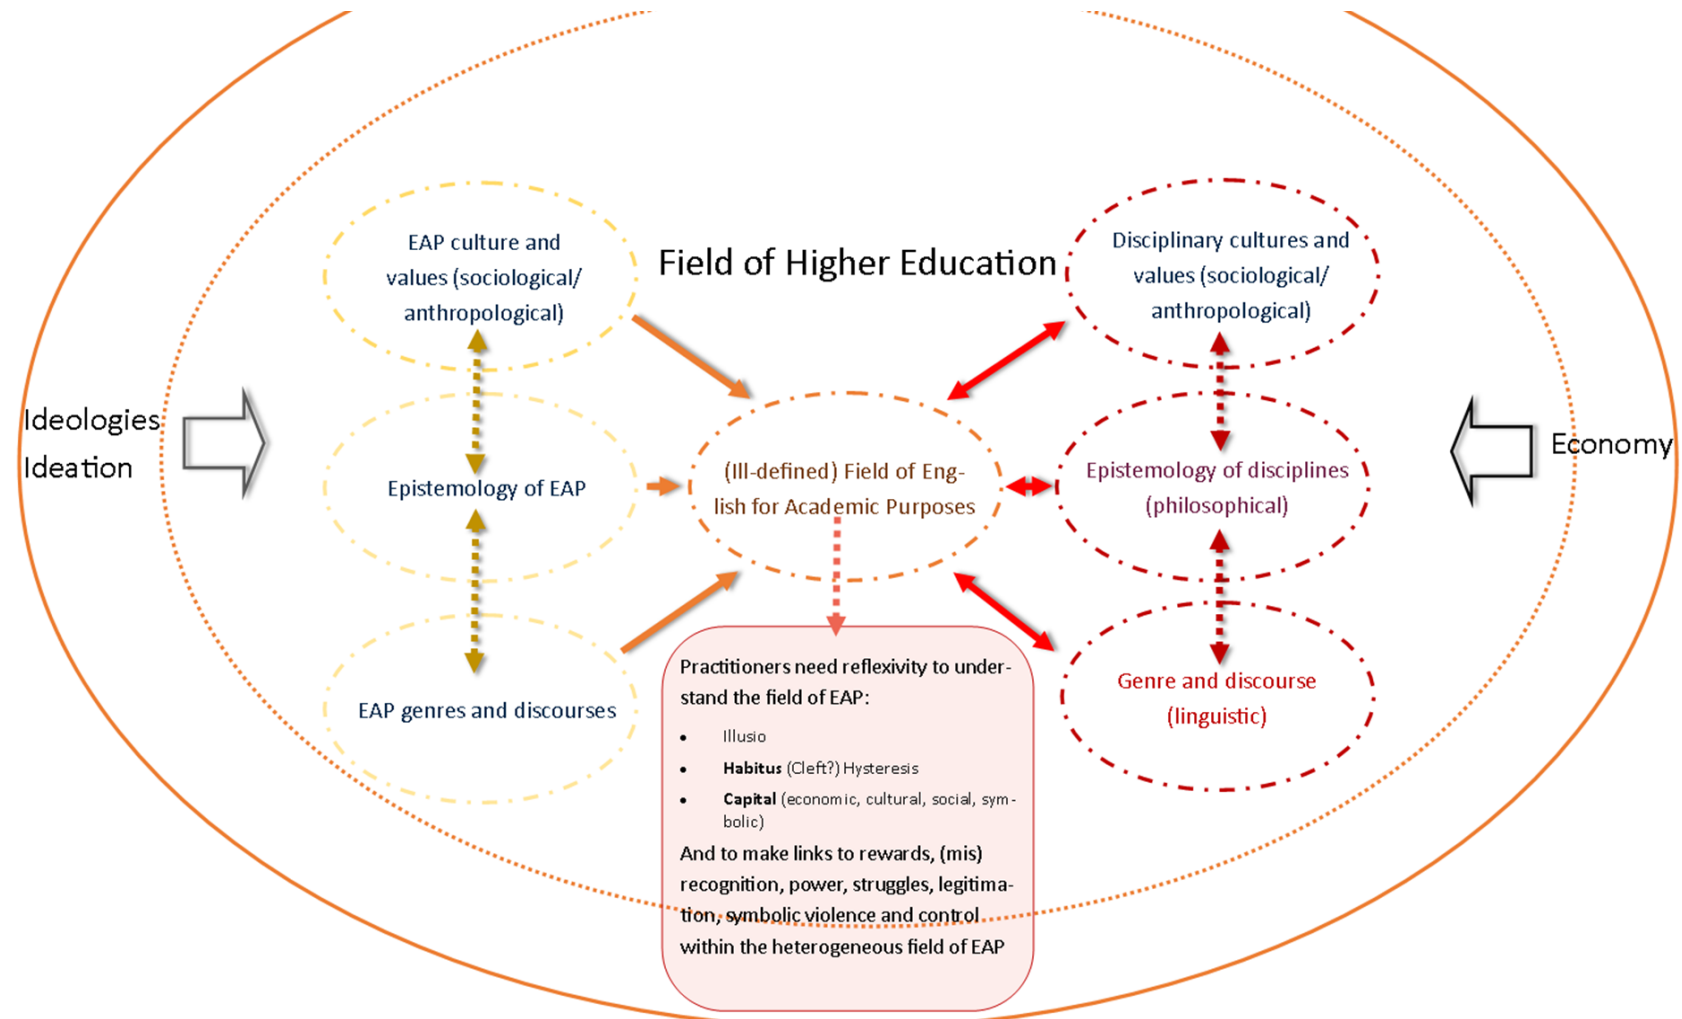 Field of Higher Education
EAP culture and
values (sociological/
anthropological)
Disciplinary cultures and
values (sociological/
anthropological)
Ideologies
Ideation
Economy
Epistemology of EAP
(Ill-defined) Field of Eng-
lish for Academic Purposes
Epistemology of disciplines
(philosophical)
EAP genres and discourses
Genre and discourse
(linguistic)
Practitioners need reflexivity to under-
stand the field of EAP:
• Illusio
• Habitus (Cleft?) Hysteresis
• Capital (economic, cultural, social, sym-
bolic)
And to make links to rewards, (mis)
recognition, power, struggles, legitima-
tion, symbolic violence and control
within the heterogeneous field of EAP